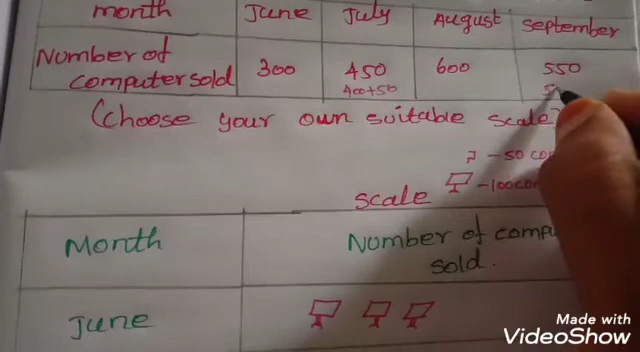 month June July August September
Number of
computer sold 300 450 600 550
400+50
(Choose your own suitable scale)
- 50
scale - 100
Month Number of
sold.
June
Made with
VideoShow